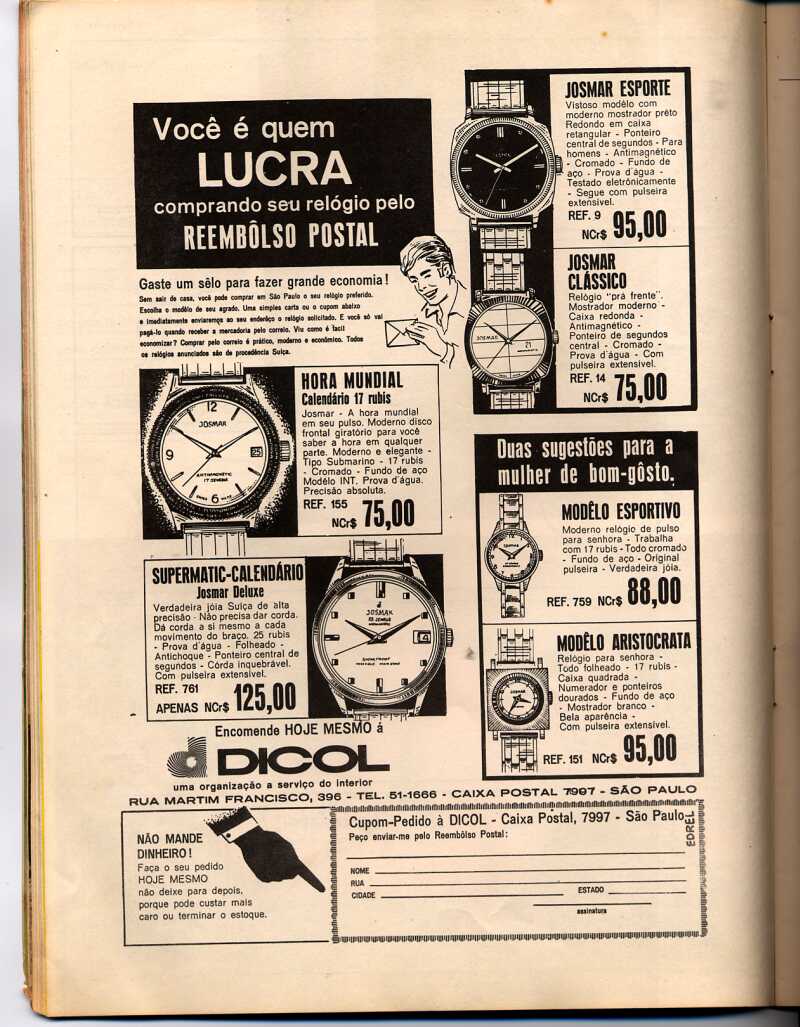 Você é quem
LUCRA
comprando seu relógio pelo
REEMBÔLSO POSTAL
Gaste um sêlo para fazer grande economia!
Sem sair de casa, você pode comprar em São Paulo o seu relógio preferido.
Escolha o modêlo de seu agrado. Uma simples carta ou o cupom abaixo
e imediatamente enviaremos ao seu enderêço o relógio solicitado. E você só vai
pagá-lo quando receber a mercadoria pelo correio. Viu como é facil
economizar? Comprar pelo correio é prático, moderno e econômico. Todos
os relógios anunciados são de procedência Suíça.
JOSMAR ESPORTE
Vistoso modêlo com
moderno mostrador prêto
Redondo em caixa
retangular - Ponteiro
central de segundos - Para
homens - Antimagnético
- Cromado - Fundo de
aço - Prova d'água -
Testado eletrônicamente
- Segue com pulseira
extensível.
REF. 9
NCr$ 95,00
JOSMAR
CLÁSSICO
Relógio "prá frente".
Mostrador moderno -
Caixa redonda -
Antimagnético -
Ponteiro de segundos
central - Cromado -
Prova d'água - Com
pulseira extensível.
REF. 14
NCr$ 75,00
JOSMAR
21
HORA MUNDIAL
Calendário 17 rubis
Josmar - A hora mundial
em seu pulso. Moderno disco
frontal giratório para você
saber a hora em qualquer
parte. Moderno e elegante -
Tipo Submarino - 17 rubis
- Cromado - Fundo de aço
Modêlo INT. Prova d'água.
Precisão absoluta.
REF. 155
NCr$ 75,00
12
JOSMAR
9
25
ANTIMAGNETIC
17 JEWELS
6
SUPERMATIC-CALENDÁRIO
Josmar Deluxe
Verdadeira jóia Suíça de alta
precisão - Não precisa dar corda.
Dá corda a si mesmo a cada
movimento do braço. 25 rubis
- Prova d'água - Folheado -
Antichoque - Ponteiro central de
segundos - Córda inquebrável.
Com pulseira extensível.
REF. 761
APENAS NCr$ 125,00
JOSMAR
4
Duas sugestões para a
mulher de bom-gôsto.
MODÊLO ESPORTIVO
Moderno relógio de pulso
para senhora - Trabalha
com 17 rubis - Todo cromado
- Fundo de aço - Original
pulseira - Verdadeira jóia.
REF. 759 NCr$ 88,00
MODÊLO ARISTOCRATA
Relógio para senhora -
Todo folheado - 17 rubis -
Caixa quadrada -
Numerador e ponteiros
dourados - Fundo de aço
- Mostrador branco -
Bela aparência -
Com pulseira extensível.
REF. 151 NCr$ 95,00
Encomende HOJE MESMO á
DICOL
uma organização a serviço do interior
RUA MARTIM FRANCISCO, 396 - TEL. 51-1666 - CAIXA POSTAL 7997 - SÃO PAULO
NÃO MANDE
DINHEIRO!
Faça o seu pedido
HOJE MESMO
não deixe para depois,
porque pode custar mais
caro ou terminar o estoque.
Cupom-Pedido à DICOL - Caixa Postal, 7997 - São Paulo
Peço enviar-me pelo Reembôlso Postal:
NOME
RUA
CIDADE ESTADO
assinatura
EDREL